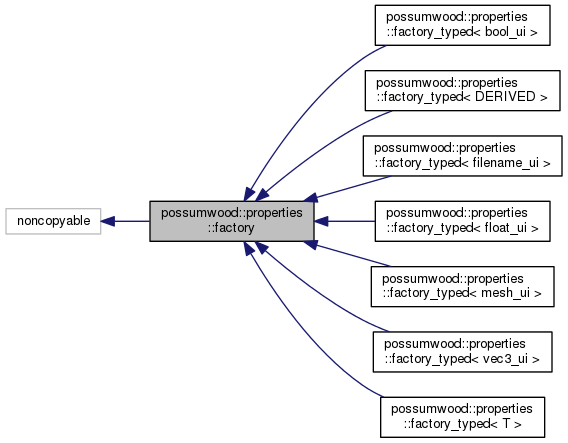 possumwood::properties
::factory_typed< bool_ui >
possumwood::properties
::factory_typed< DERIVED >
possumwood::properties
::factory_typed< filename_ui >
noncopyable
possumwood::properties
::factory
possumwood::properties
::factory_typed< float_ui >
possumwood::properties
::factory_typed< mesh_ui >
possumwood::properties
::factory_typed< vec3_ui >
possumwood::properties
::factory_typed< T >